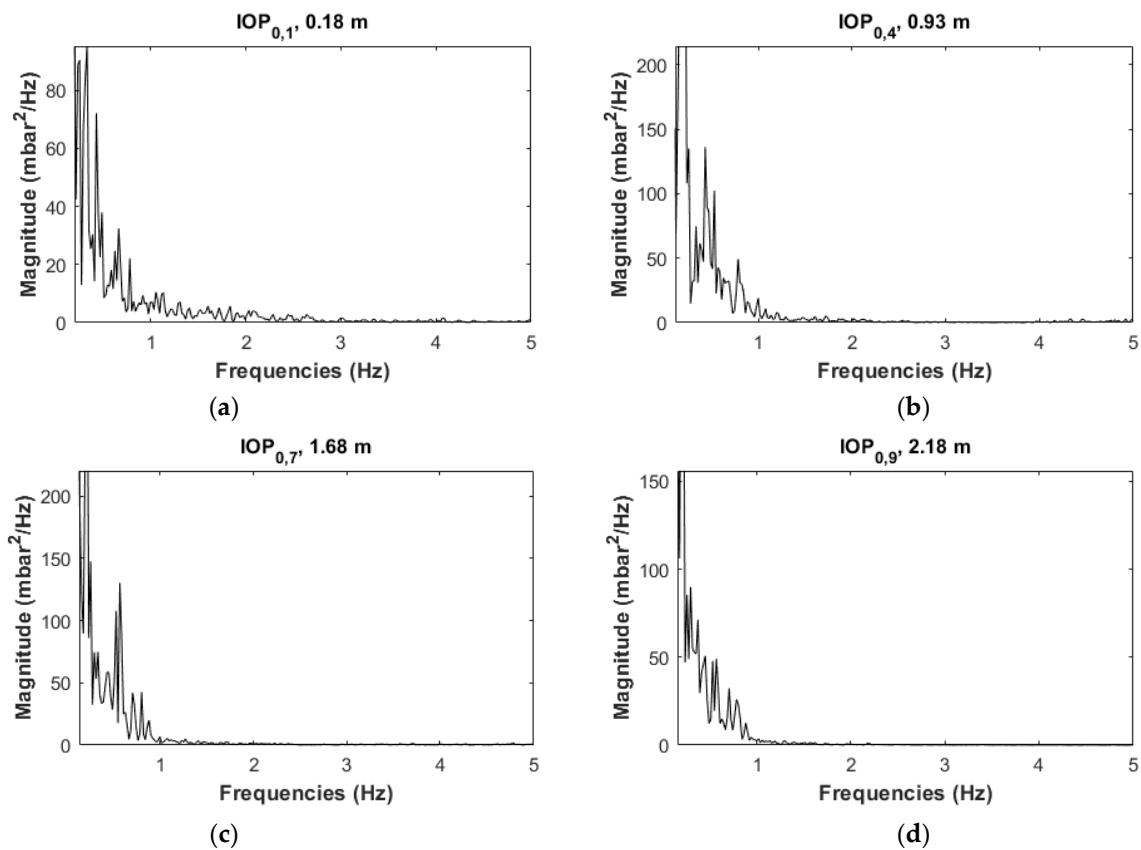 IOP0,1, 0.18 m
Magnitude (mbar2/Hz)
80
60
40
20
0
1 2 3 4 5
Frequencies (Hz)
(a)
IOP0,4, 0.93 m
Magnitude (mbar2/Hz)
200
150
100
50
0
1 2 3 4 5
Frequencies (Hz)
(b)
IOP0,7, 1.68 m
Magnitude (mbar2/Hz)
200
150
100
50
0
1 2 3 4 5
Frequencies (Hz)
(c)
IOP0,9, 2.18 m
Magnitude (mbar2/Hz)
150
100
50
0
1 2 3 4 5
Frequencies (Hz)
(d)